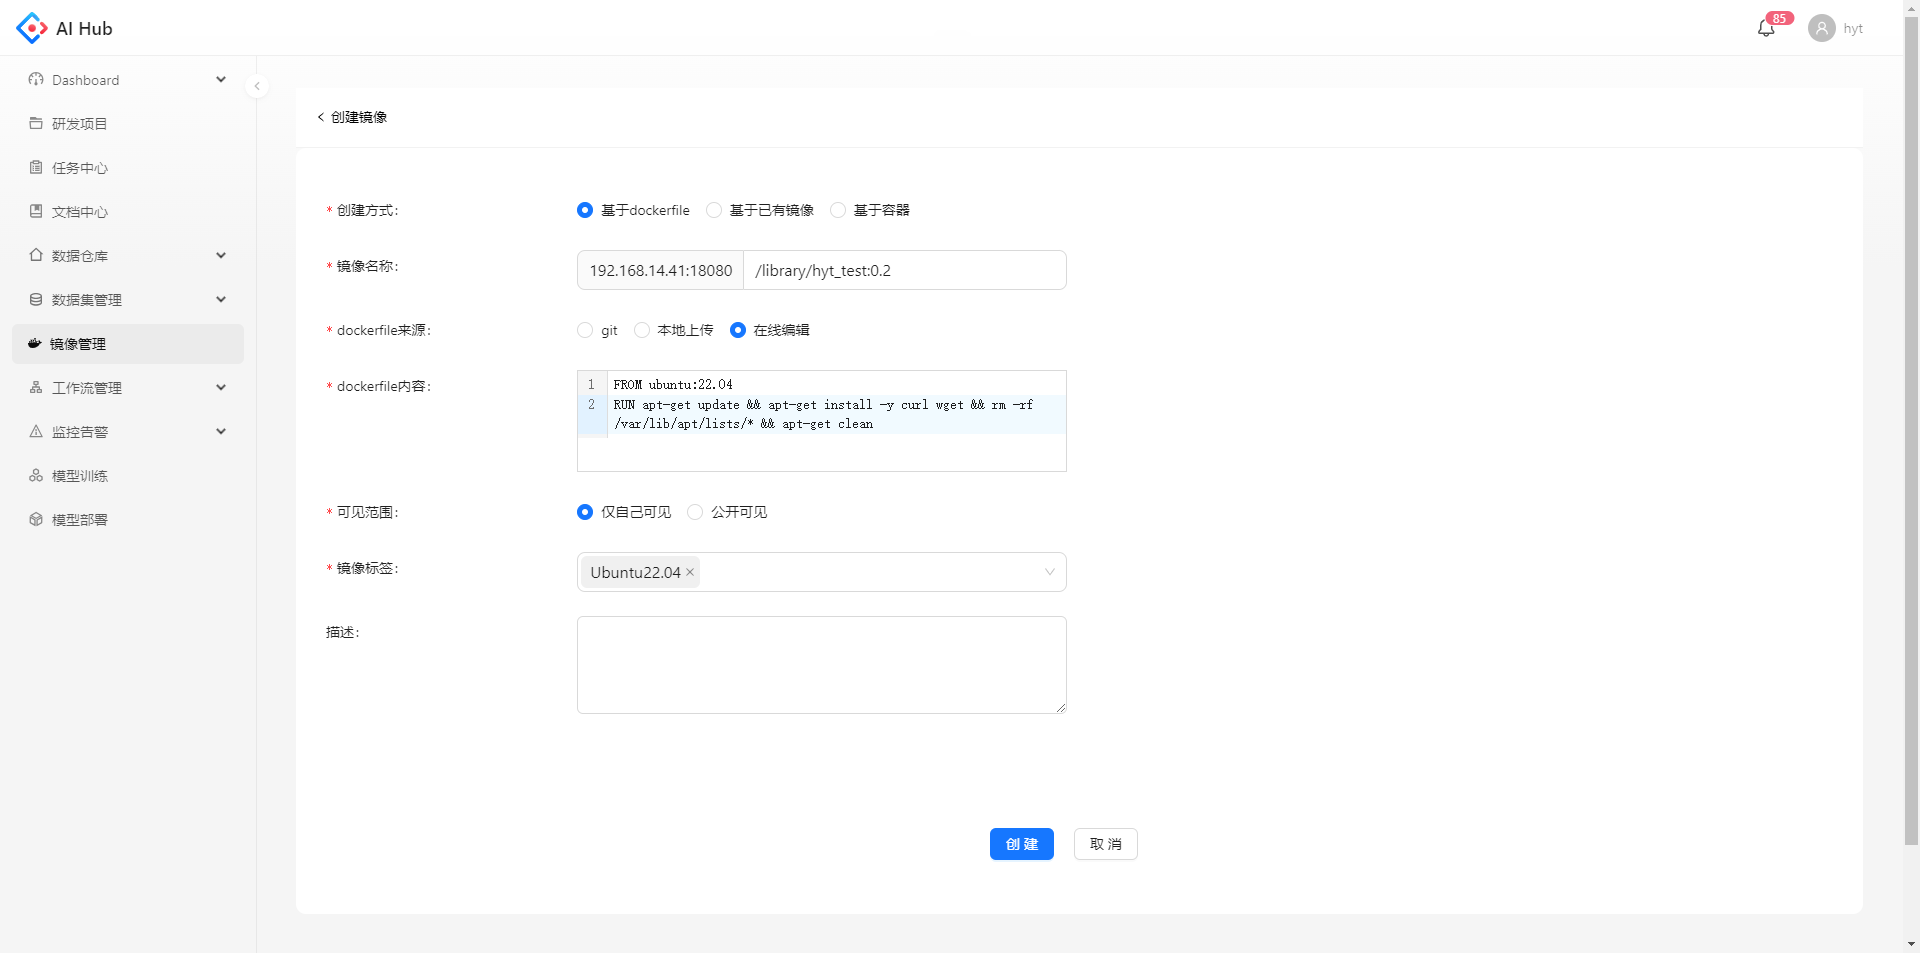 AI Hub
85
hyt
Dashboard
研发项目
任务中心
文档中心
数据仓库
数据集管理
镜像管理
工作流管理
监控告警
模型训练
模型部署
创建镜像
* 创建方式:
基于dockerfile 基于已有镜像 基于容器
* 镜像名称:
192.168.14.41:18080 /library/hyt_test:0.2
* dockerfile来源:
git 本地上传 在线编辑
* dockerfile内容:
1 FROM ubuntu:22.04
2 RUN apt-get update && apt-get install -y curl wget && rm -rf
/var/lib/apt/lists/* && apt-get clean
* 可见范围:
仅自己可见 公开可见
* 镜像标签:
Ubuntu22.04 ×
描述:
创 建 取 消